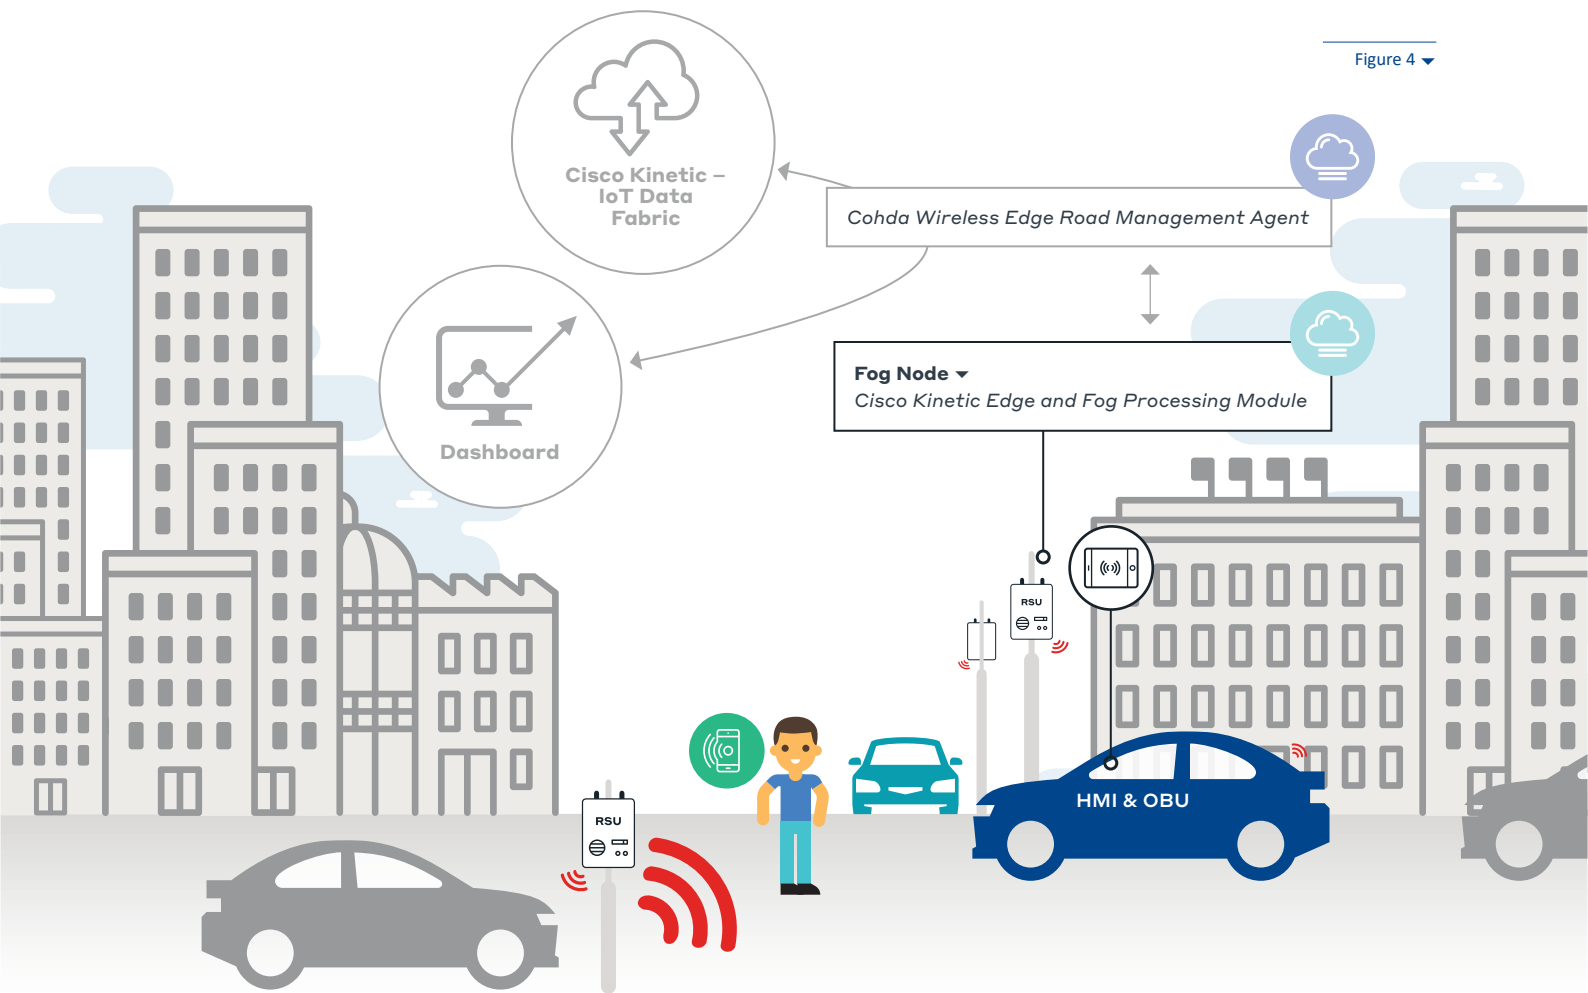 Figure 4
Cisco Kinetic –
IoT Data
Fabric
Cohda Wireless Edge Road Management Agent
Fog Node
Cisco Kinetic Edge and Fog Processing Module
Dashboard
RSU
HMI & OBU
RSU